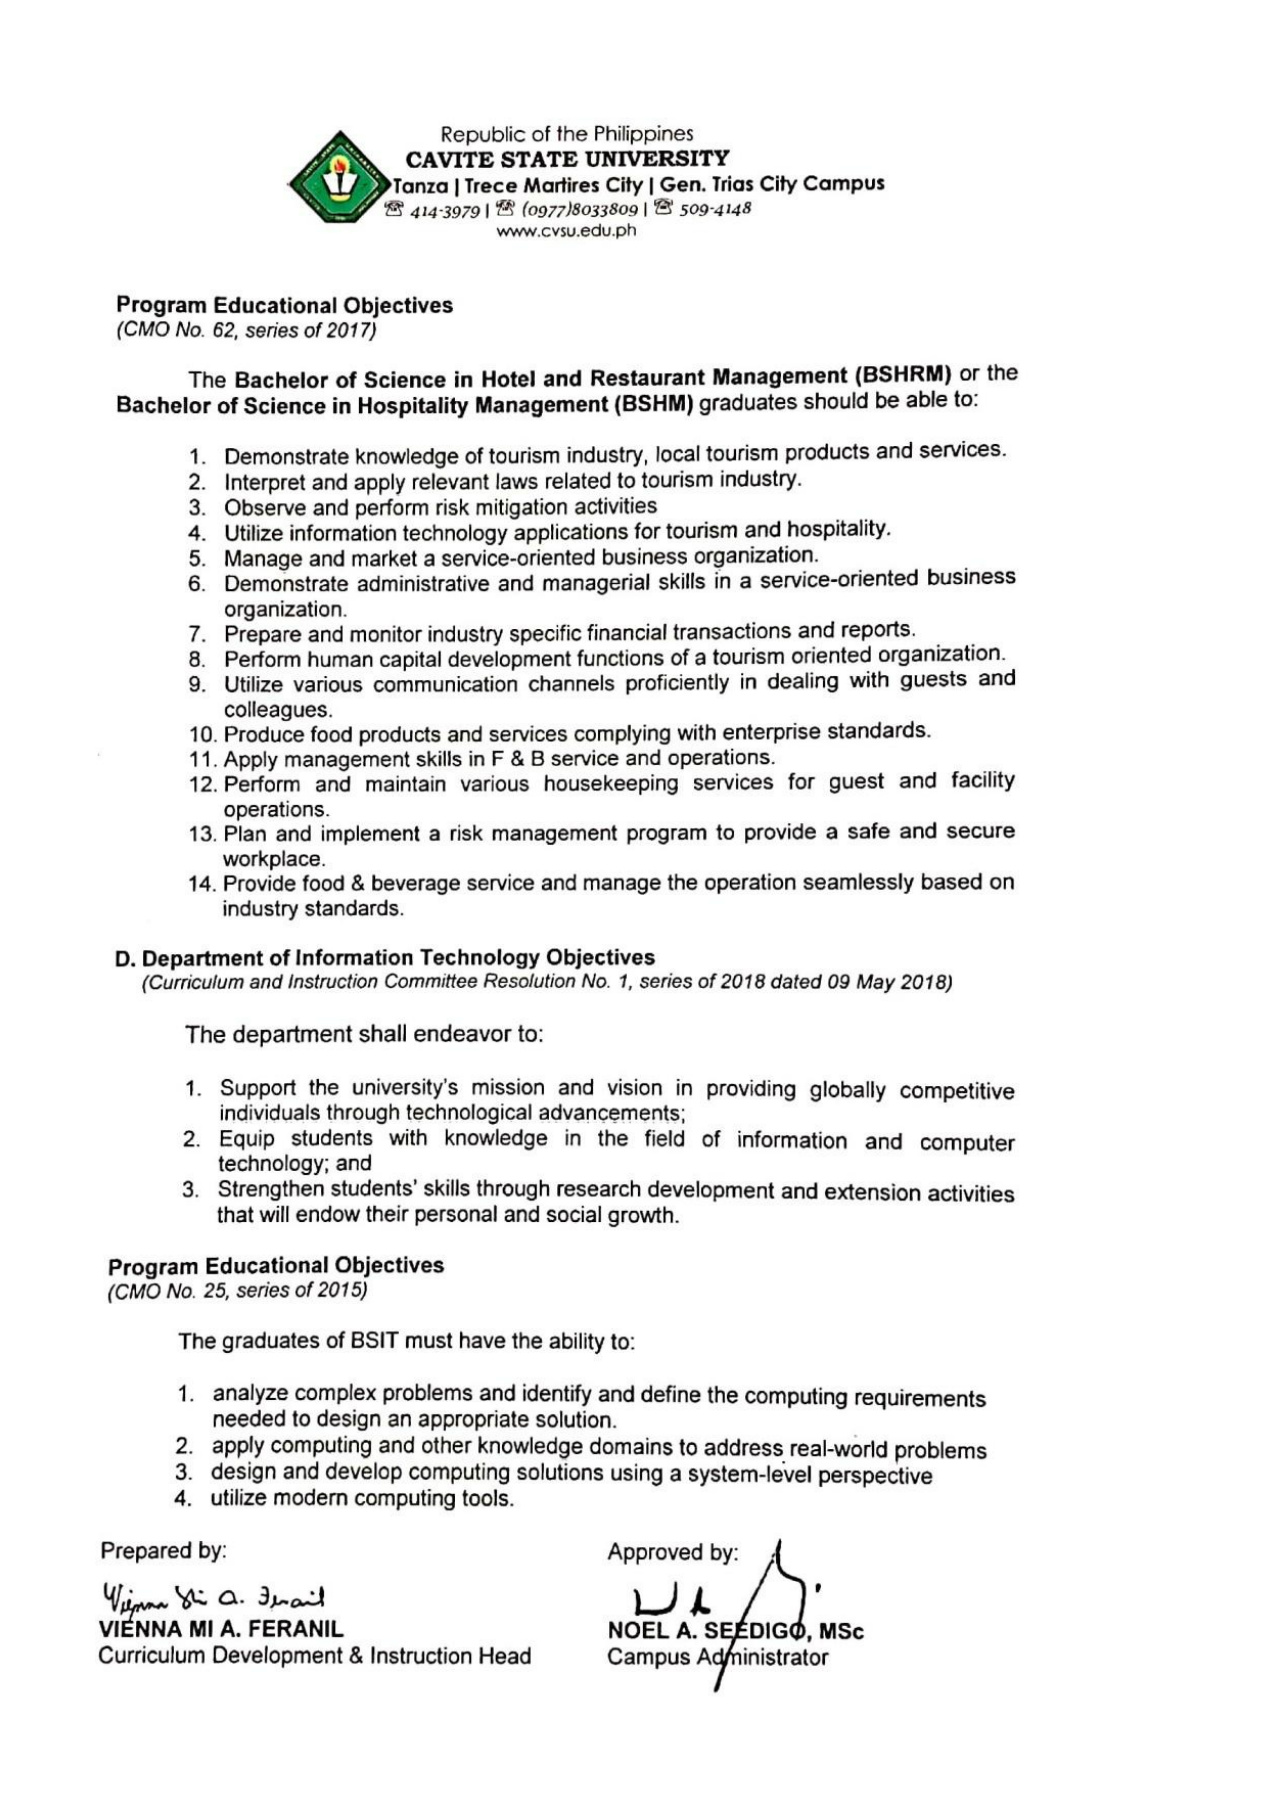 Republic of the Philippines
CAVITE STATE UNIVERSITY
Tanza | Trece Martires City | Gen. Trias City Campus
☏ 414-3979 | ☏ (0977)8033809 | ☏ 509-4148
www.cvsu.edu.ph
Program Educational Objectives
(CMO No. 62, series of 2017)
The Bachelor of Science in Hotel and Restaurant Management (BSHRM) or the
Bachelor of Science in Hospitality Management (BSHM) graduates should be able to:
1. Demonstrate knowledge of tourism industry, local tourism products and services.
2. Interpret and apply relevant laws related to tourism industry.
3. Observe and perform risk mitigation activities
4. Utilize information technology applications for tourism and hospitality.
5. Manage and market a service-oriented business organization.
6. Demonstrate administrative and managerial skills in a service-oriented business
organization.
7. Prepare and monitor industry specific financial transactions and reports.
8. Perform human capital development functions of a tourism oriented organization.
9. Utilize various communication channels proficiently in dealing with guests and
colleagues.
10. Produce food products and services complying with enterprise standards.
11. Apply management skills in F & B service and operations.
12. Perform and maintain various housekeeping services for guest and facility
operations.
13. Plan and implement a risk management program to provide a safe and secure
workplace.
14. Provide food & beverage service and manage the operation seamlessly based on
industry standards.
D. Department of Information Technology Objectives
(Curriculum and Instruction Committee Resolution No. 1, series of 2018 dated 09 May 2018)
The department shall endeavor to:
1. Support the university's mission and vision in providing globally competitive
individuals through technological advancements;
2. Equip students with knowledge in the field of information and computer
technology; and
3. Strengthen students' skills through research development and extension activities
that will endow their personal and social growth.
Program Educational Objectives
(CMO No. 25, series of 2015)
The graduates of BSIT must have the ability to:
1. analyze complex problems and identify and define the computing requirements
needed to design an appropriate solution.
2. apply computing and other knowledge domains to address real-world problems
3. design and develop computing solutions using a system-level perspective
4. utilize modern computing tools.
Prepared by:
Approved by:
VIENNA MI A. FERANIL
NOEL A. SEEDIGO, MSc
Curriculum Development & Instruction Head
Campus Administrator